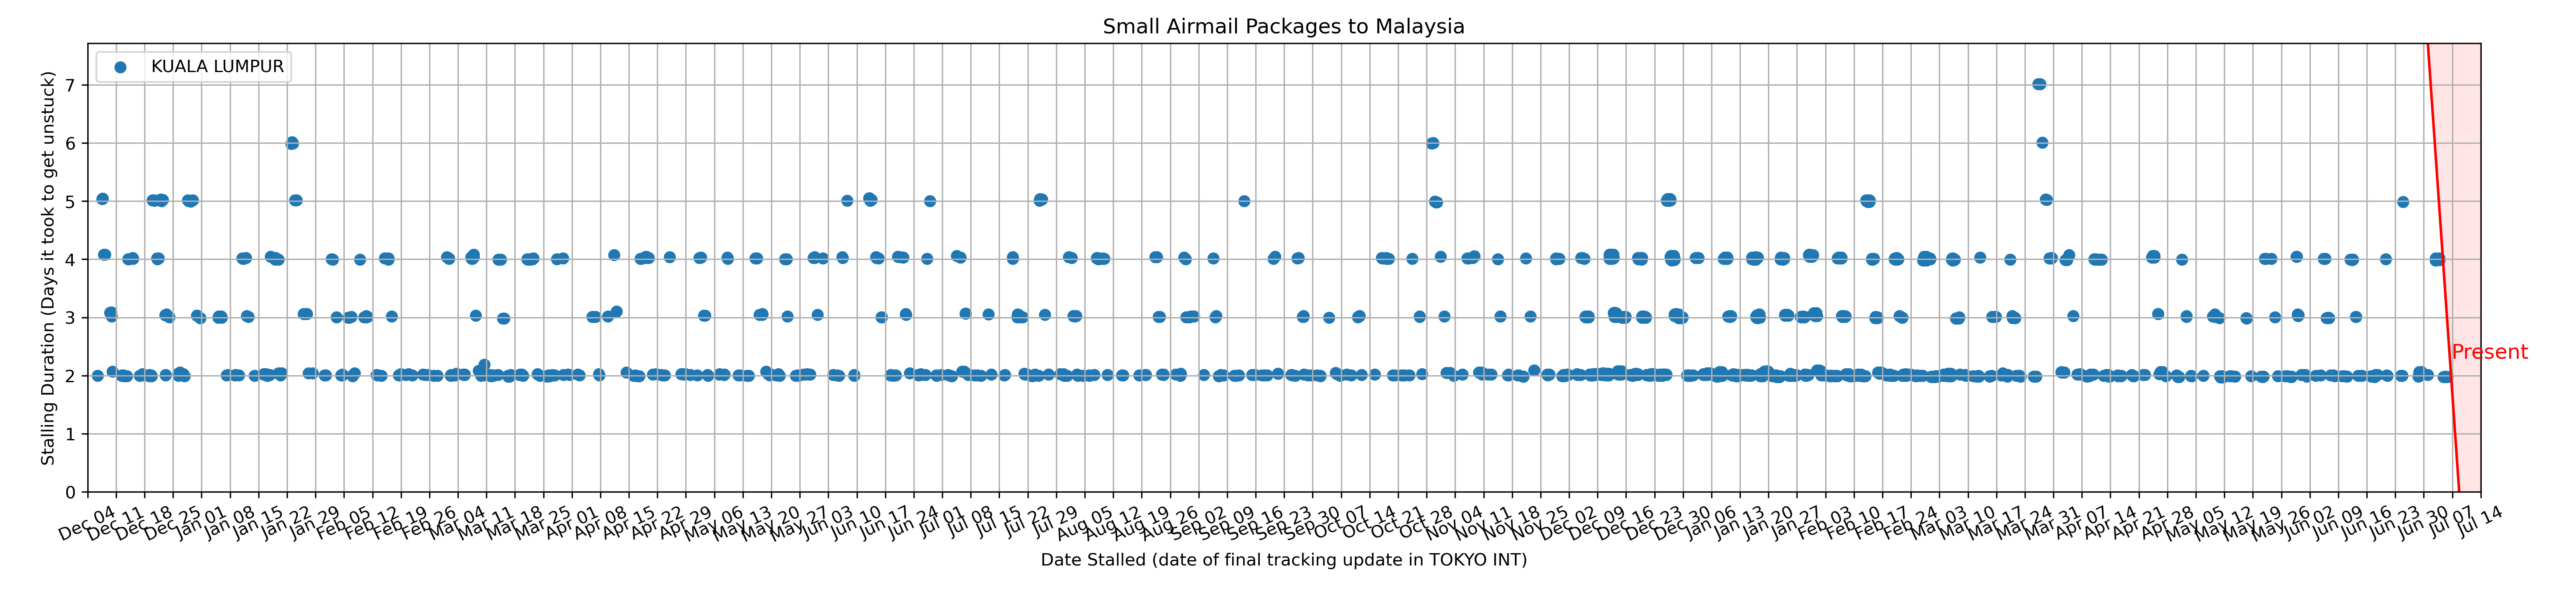 Small Airmail Packages to Malaysia
KUALA LUMPUR
Stalling Duration (Days it took to get unstuck)
7
6
5
4
3
2
1
0
Present
Dec 04
Dec 11
Dec 18
Dec 25
Jan 01
Jan 08
Jan 15
Jan 22
Jan 29
Feb 05
Feb 12
Feb 19
Feb 26
Mar 04
Mar 11
Mar 18
Mar 25
Apr 01
Apr 08
Apr 15
Apr 22
Apr 29
May 06
May 13
May 20
May 27
Jun 03
Jun 10
Jun 17
Jun 24
Jul 01
Jul 08
Jul 15
Jul 22
Jul 29
Aug 05
Aug 12
Aug 19
Aug 26
Sep 02
Sep 09
Sep 16
Sep 23
Sep 30
Oct 07
Oct 14
Oct 21
Oct 28
Nov 04
Nov 11
Nov 18
Nov 25
Dec 02
Dec 09
Dec 16
Dec 23
Dec 30
Jan 06
Jan 13
Jan 20
Jan 27
Feb 03
Feb 10
Feb 17
Feb 24
Mar 03
Mar 10
Mar 17
Mar 24
Mar 31
Apr 07
Apr 14
Apr 21
Apr 28
May 05
May 12
May 19
May 26
Jun 02
Jun 09
Jun 16
Jun 23
Jun 30
Jul 07
Jul 14
Date Stalled (date of final tracking update in TOKYO INT)